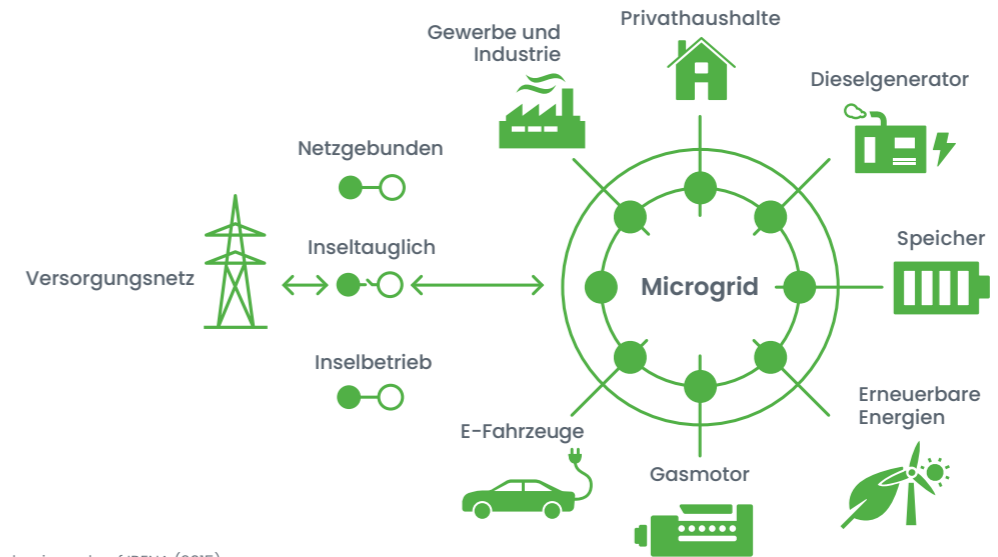 Privathaushalte
Gewerbe und
Industrie
Dieselgenerator
Netzgebunden
Speicher
Inseltauglich
Versorgungsnetz
Microgrid
Inselbetrieb
Erneuerbare
Energien
E-Fahrzeuge
Gasmotor